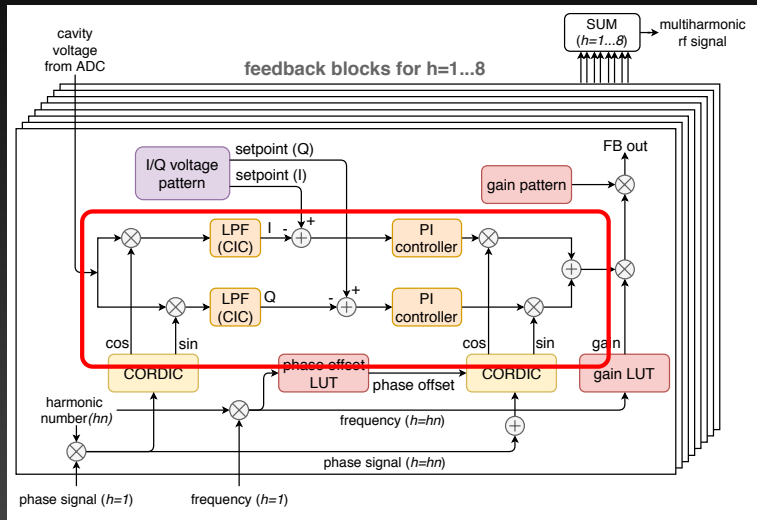 cavity
voltage
from ADC
SUM
(h=1...8)
multiharmonic
rf signal
feedback blocks for h=1...8
FB out
I/Q voltage
pattern
setpoint (Q)
setpoint (I)
gain pattern
LPF
(CIC)
I
-
+
PI
controller
LPF
(CIC)
Q
-
+
PI
controller
cos
sin
cos
sin
gain
CORDIC
phase offset
LUT
phase offset
CORDIC
gain LUT
harmonic
number(hn)
frequency (h=hn)
phase signal (h=hn)
phase signal (h=1)
frequency (h=1)